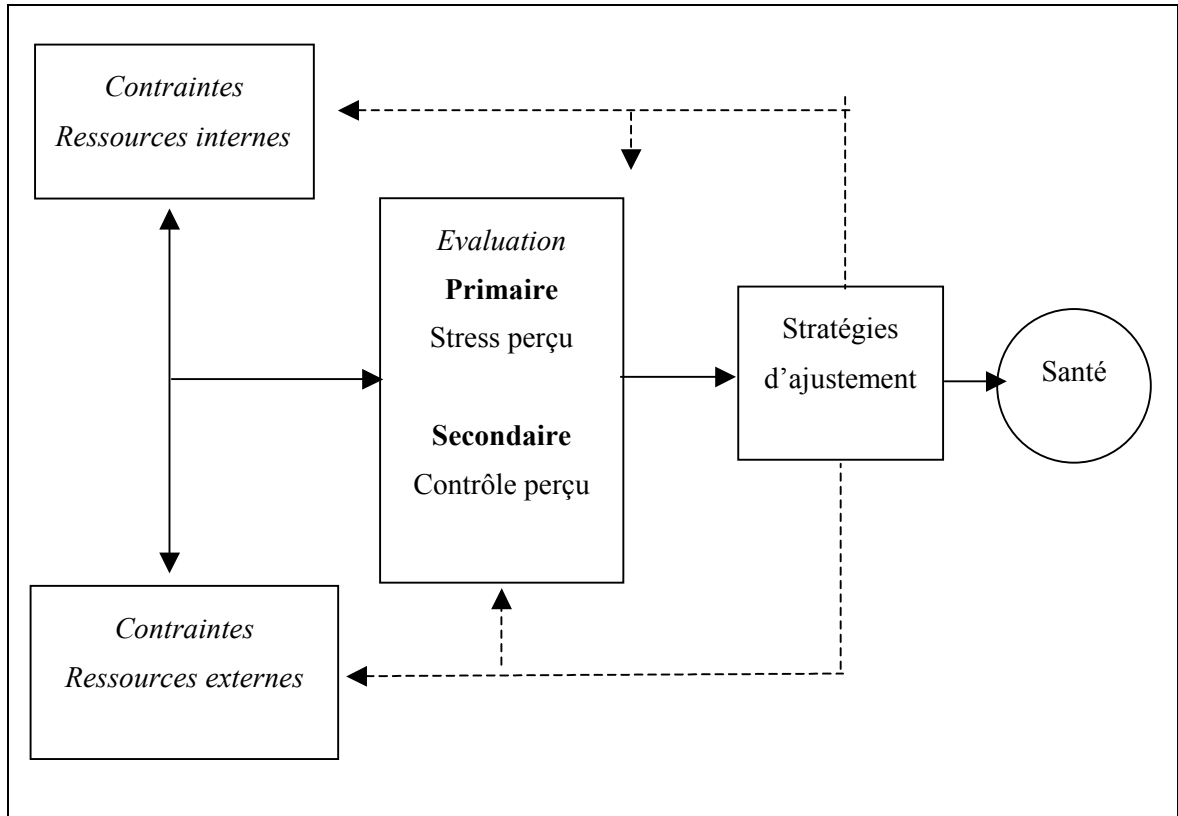 Contraintes
Ressources internes
Evaluation
Primaire
Stress perçu
Secondaire
Contrôle perçu
Stratégies
d’ajustement
Santé
Contraintes
Ressources externes